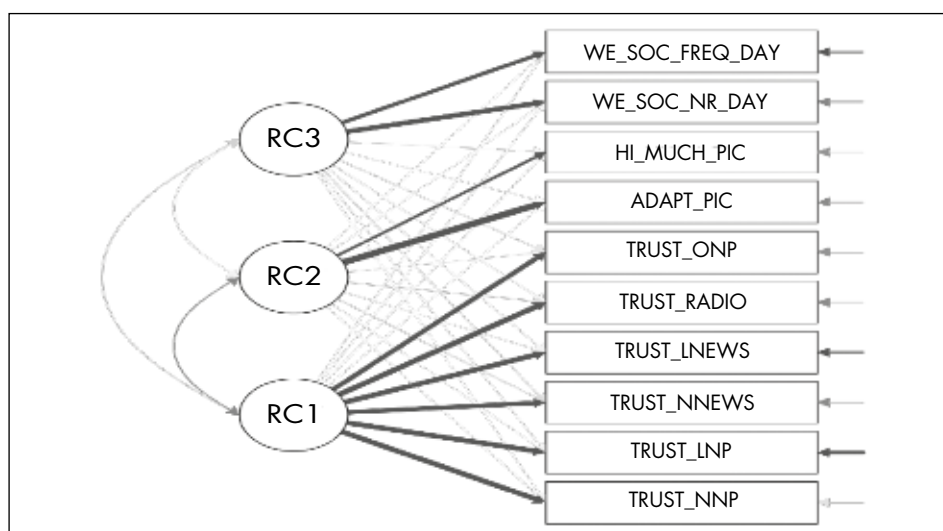 WE_SOC_FREQ_DAY
WE_SOC_NR_DAY
RC3
HI_MUCH_PIC
ADAPT_PIC
TRUST_ONP
RC2
TRUST_RADIO
TRUST_LNEWS
TRUST_NNEWS
RC1
TRUST_LNP
TRUST_NNP